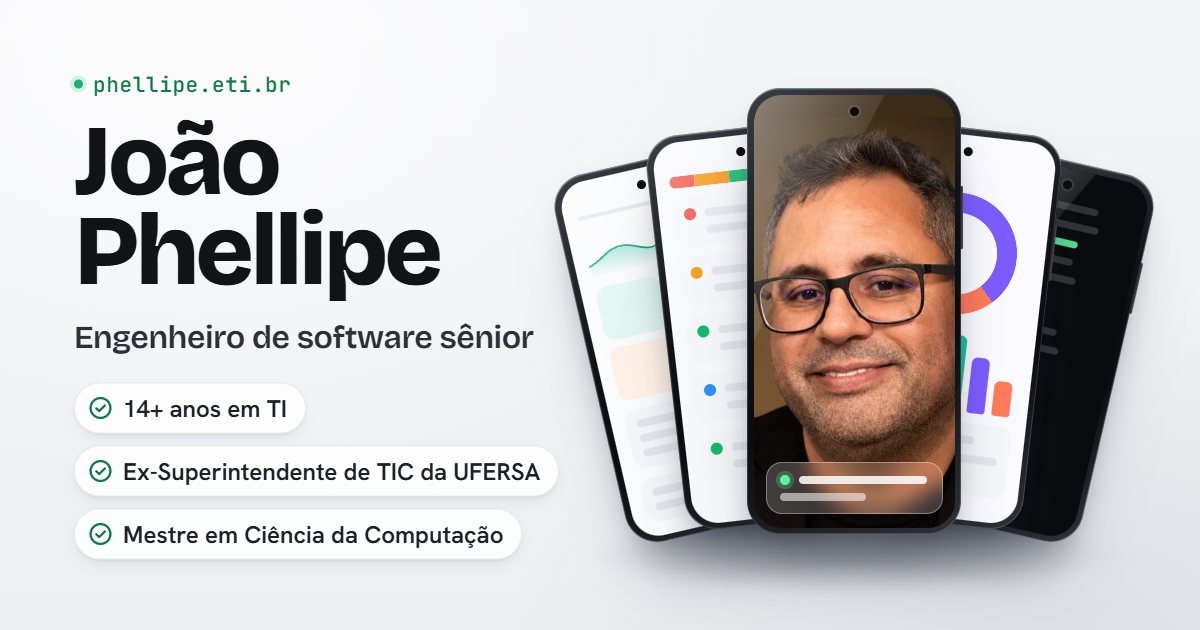 phellipe.eti.br
João
Phellipe
Engenheiro de software sênior
14+ anos em TI
Ex-Superintendente de TIC da UFERSA
Mestre em Ciência da Computação